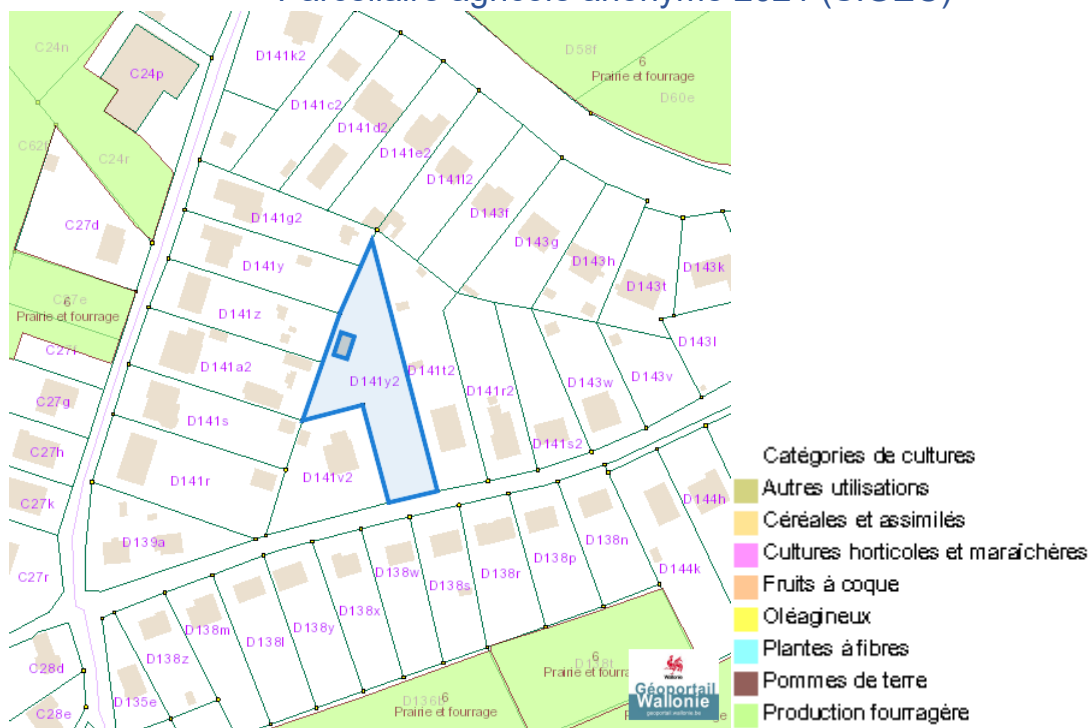 Parcellaire agricole anonyme 2021 (SIGEC)
C24n
D141k2
D58f
6
Prairie et fourrage
D60e
C24p
D141c2
D141d2
D141e2
C24r
D141l2
D143f
D141g2
C27d
D143g
D143h
D143k
D141y
D143t
C27e
6
Prairie et fourrage
D141z
D143l
C27f
D141a2
D141y2
D141t2
D141r2
D143w
D143v
C27g
D141s
C27h
D141s2
D141v2
D141r
C27k
D144h
D139a
D138n
D138p
D138w
D138r
D138s
D144k
C27r
D138x
D138m
D138y
D138l
D138z
C28d
D135e
C28e
6
Prairie et fourra
D138t
D136b
6
Prairie et fourrage
Wallonie
Géoportail
Wallonie
geoportail.wallonie.be
Catégories de cultures
Autres utilisations
Céréales et assimilés
Cultures horticoles et maraîchères
Fruits à coque
Oléagineux
Plantes à fibres
Pommes de terre
Production fourragère